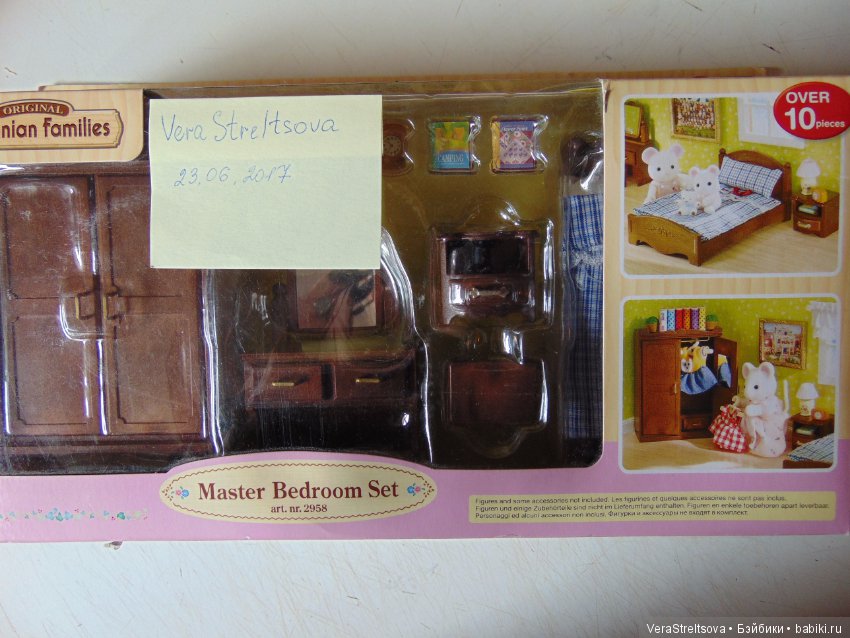 ORIGINAL
nian Families
Vera Streltsova
23.06.2017
CAMPING
OVER
10 pieces
Master Bedroom Set
art. nr. 2958
Figures and some accessories not included. Les figurines et quelques accessoires ne sont pas inclus.
Figuren und einige Zubehörteile sind nicht im Lieferumfang enthalten. Figuren en enkele toebehoren apart leverbaar.
Personaggi ed alcuni accessori non inclusi. Фигурки и аксессуары не входят в комплект.
VeraStreltsova • Бэйбики • babiki.ru